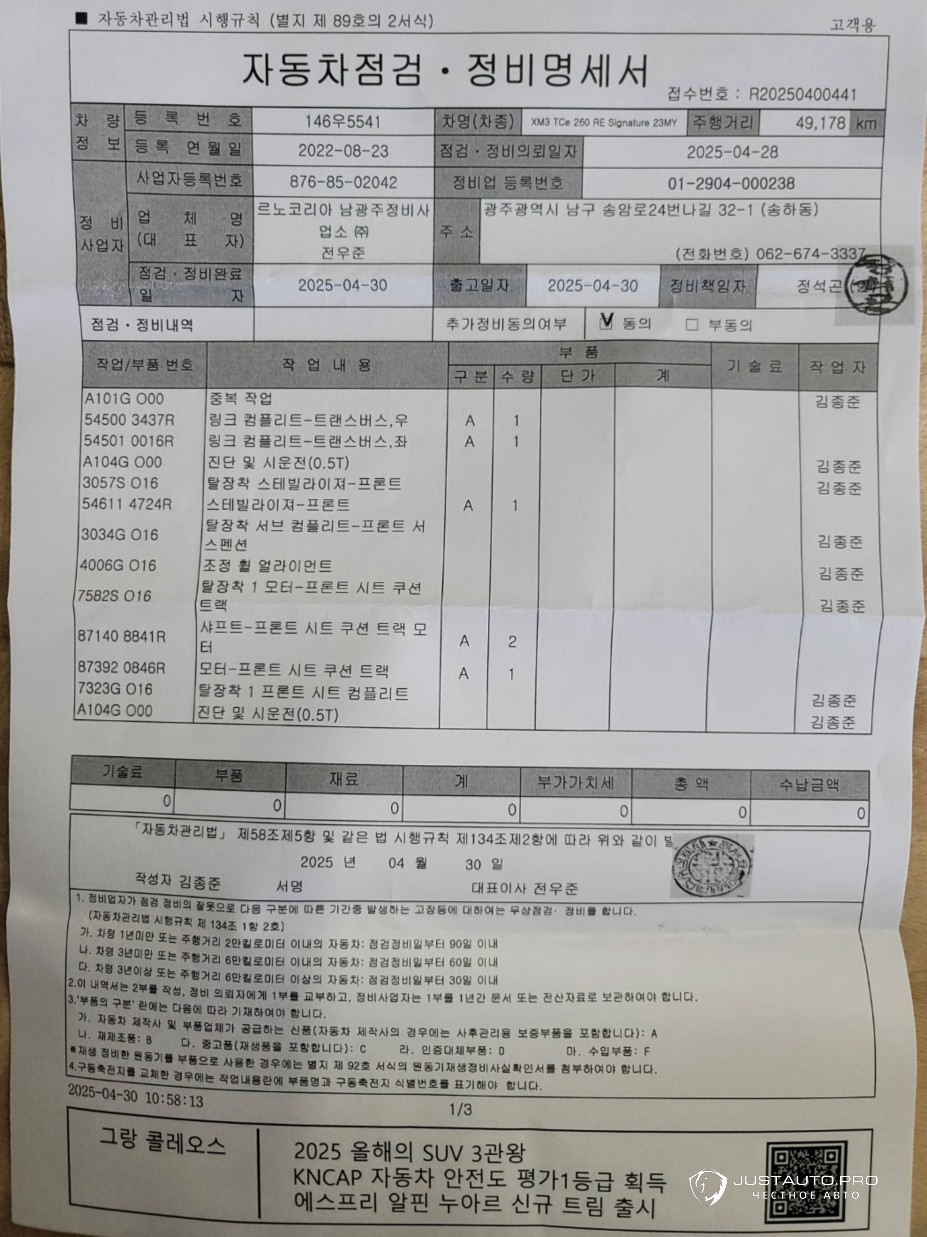 ■ 자동차관리법 시행규칙 (별지 제 89호의 2서식)
고객용
자동차점검 · 정비명세서
접수번호 : R20250400441
차 량 정 보
등 록 번 호 146우5541 차명(차종) XM3 TCe 260 RE Signature 23MY 주행거리 49,178 km
등록 연월일 2022-08-23 점검 · 정비의뢰일자 2025-04-28
정 비 사업자
사업자등록번호 876-85-02042 정비업 등록번호 01-2904-000238
업 체 명 (대 표 자) 르노코리아 남광주정비사업소 ㈜ 전우준 주 소 광주광역시 남구 송암로24번나길 32-1 (송하동)
(전화번호) 062-674-3337
점검 · 정비완료 일 자 2025-04-30 출고일자 2025-04-30 정비책임자 정석곤
점검 · 정비내역 추가정비동의여부 ☑ 동의 □ 부동의
작업/부품 번호 작 업 내 용 부 품 기 술 료 작 업 자
구 분 수 량 단 가 계
A101G O00 중복 작업 김종준
54500 3437R 링크 컴플리트-트랜스버스,우 A 1
54501 0016R 링크 컴플리트-트랜스버스,좌 A 1
A104G O00 진단 및 시운전(0.5T) 김종준
3057S O16 탈장착 스테빌라이져-프론트 김종준
54611 4724R 스테빌라이져-프론트 A 1
3034G O16 탈장착 서브 컴플리트-프론트 서스펜션 김종준
4006G O16 조정 휠 얼라이먼트 김종준
7582S O16 탈장착 1 모터-프론트 시트 쿠션 트랙 김종준
87140 8841R 샤프트-프론트 시트 쿠션 트랙 모터 A 2
87392 0846R 모터-프론트 시트 쿠션 트랙 A 1
7323G O16 탈장착 1 프론트 시트 컴플리트 김종준
A104G O00 진단 및 시운전(0.5T) 김종준
기술료 부품 재료 계 부가가치세 총 액 수납금액
0 0 0 0 0 0 0
「자동차관리법」 제58조제5항 및 같은 법 시행규칙 제134조제2항에 따라 위와 같이 발
2025 년 04 월 30 일
작성자 김종준 서명 대표이사 전우준
1. 정비업자가 점검 정비의 잘못으로 다음 구분에 따른 기간중 발생하는 고장등에 대하여는 무상점검· 정비를 합니다.
(자동차관리법 시행규칙 제 134조 1항 2호)
가. 차령 1년미만 또는 주행거리 2만킬로미터 이내의 자동차: 점검정비일부터 90일 이내
나. 차령 3년미만 또는 주행거리 6만킬로미터 이내의 자동차: 점검정비일부터 60일 이내
다. 차령 3년이상 또는 주행거리 6만킬로미터 이상의 자동차: 점검정비일부터 30일 이내
2.이 내역서는 2부를 작성, 정비 의뢰자에게 1부를 교부하고, 정비사업자는 1부를 1년간 문서 또는 전산자료로 보관하여야 합니다.
3.'부품의 구분' 란에는 다음에 따라 기재하여야 합니다.
가. 자동차 제작사 및 부품업체가 공급하는 신품(자동차 제작사의 경우에는 사후관리용 보증부품을 포함합니다): A
나. 재제조품: B 다. 중고품(재생품을 포함합니다): C 라. 인증대체부품: D 마. 수입부품: F
※재생 정비한 원동기를 부품으로 사용한 경우에는 별지 제 92호 서식의 원동기재생정비사실확인서를 첨부하여야 합니다.
4.구동축전지를 교체한 경우에는 작업내용란에 부품명과 구동축전지 식별번호를 표기해야 합니다.
2025-04-30 10:58:13
1/3
그랑 콜레오스
2025 올해의 SUV 3관왕
KNCAP 자동차 안전도 평가1등급 획득
에스프리 알핀 누아르 신규 트림 출시
JUSTAUTO.PRO
ЧЕСТНОЕ АВТО